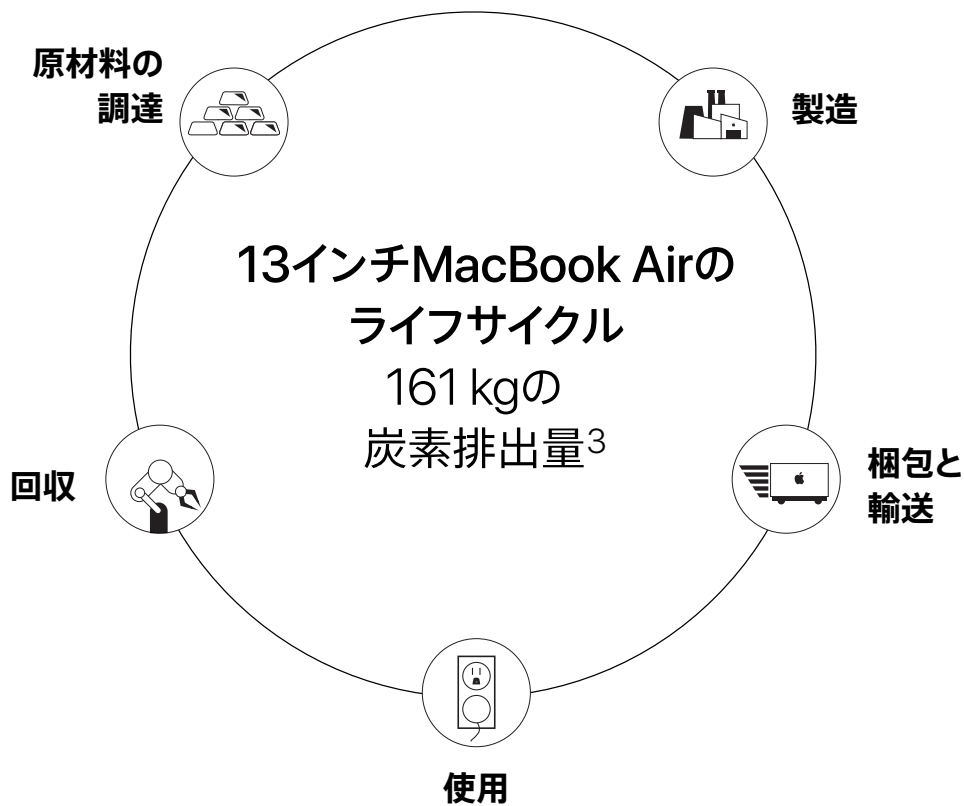 原材料の
調達
製造
13インチMacBook Airの
ライフサイクル
161 kgの
炭素排出量3
回収
梱包と
輸送
使用